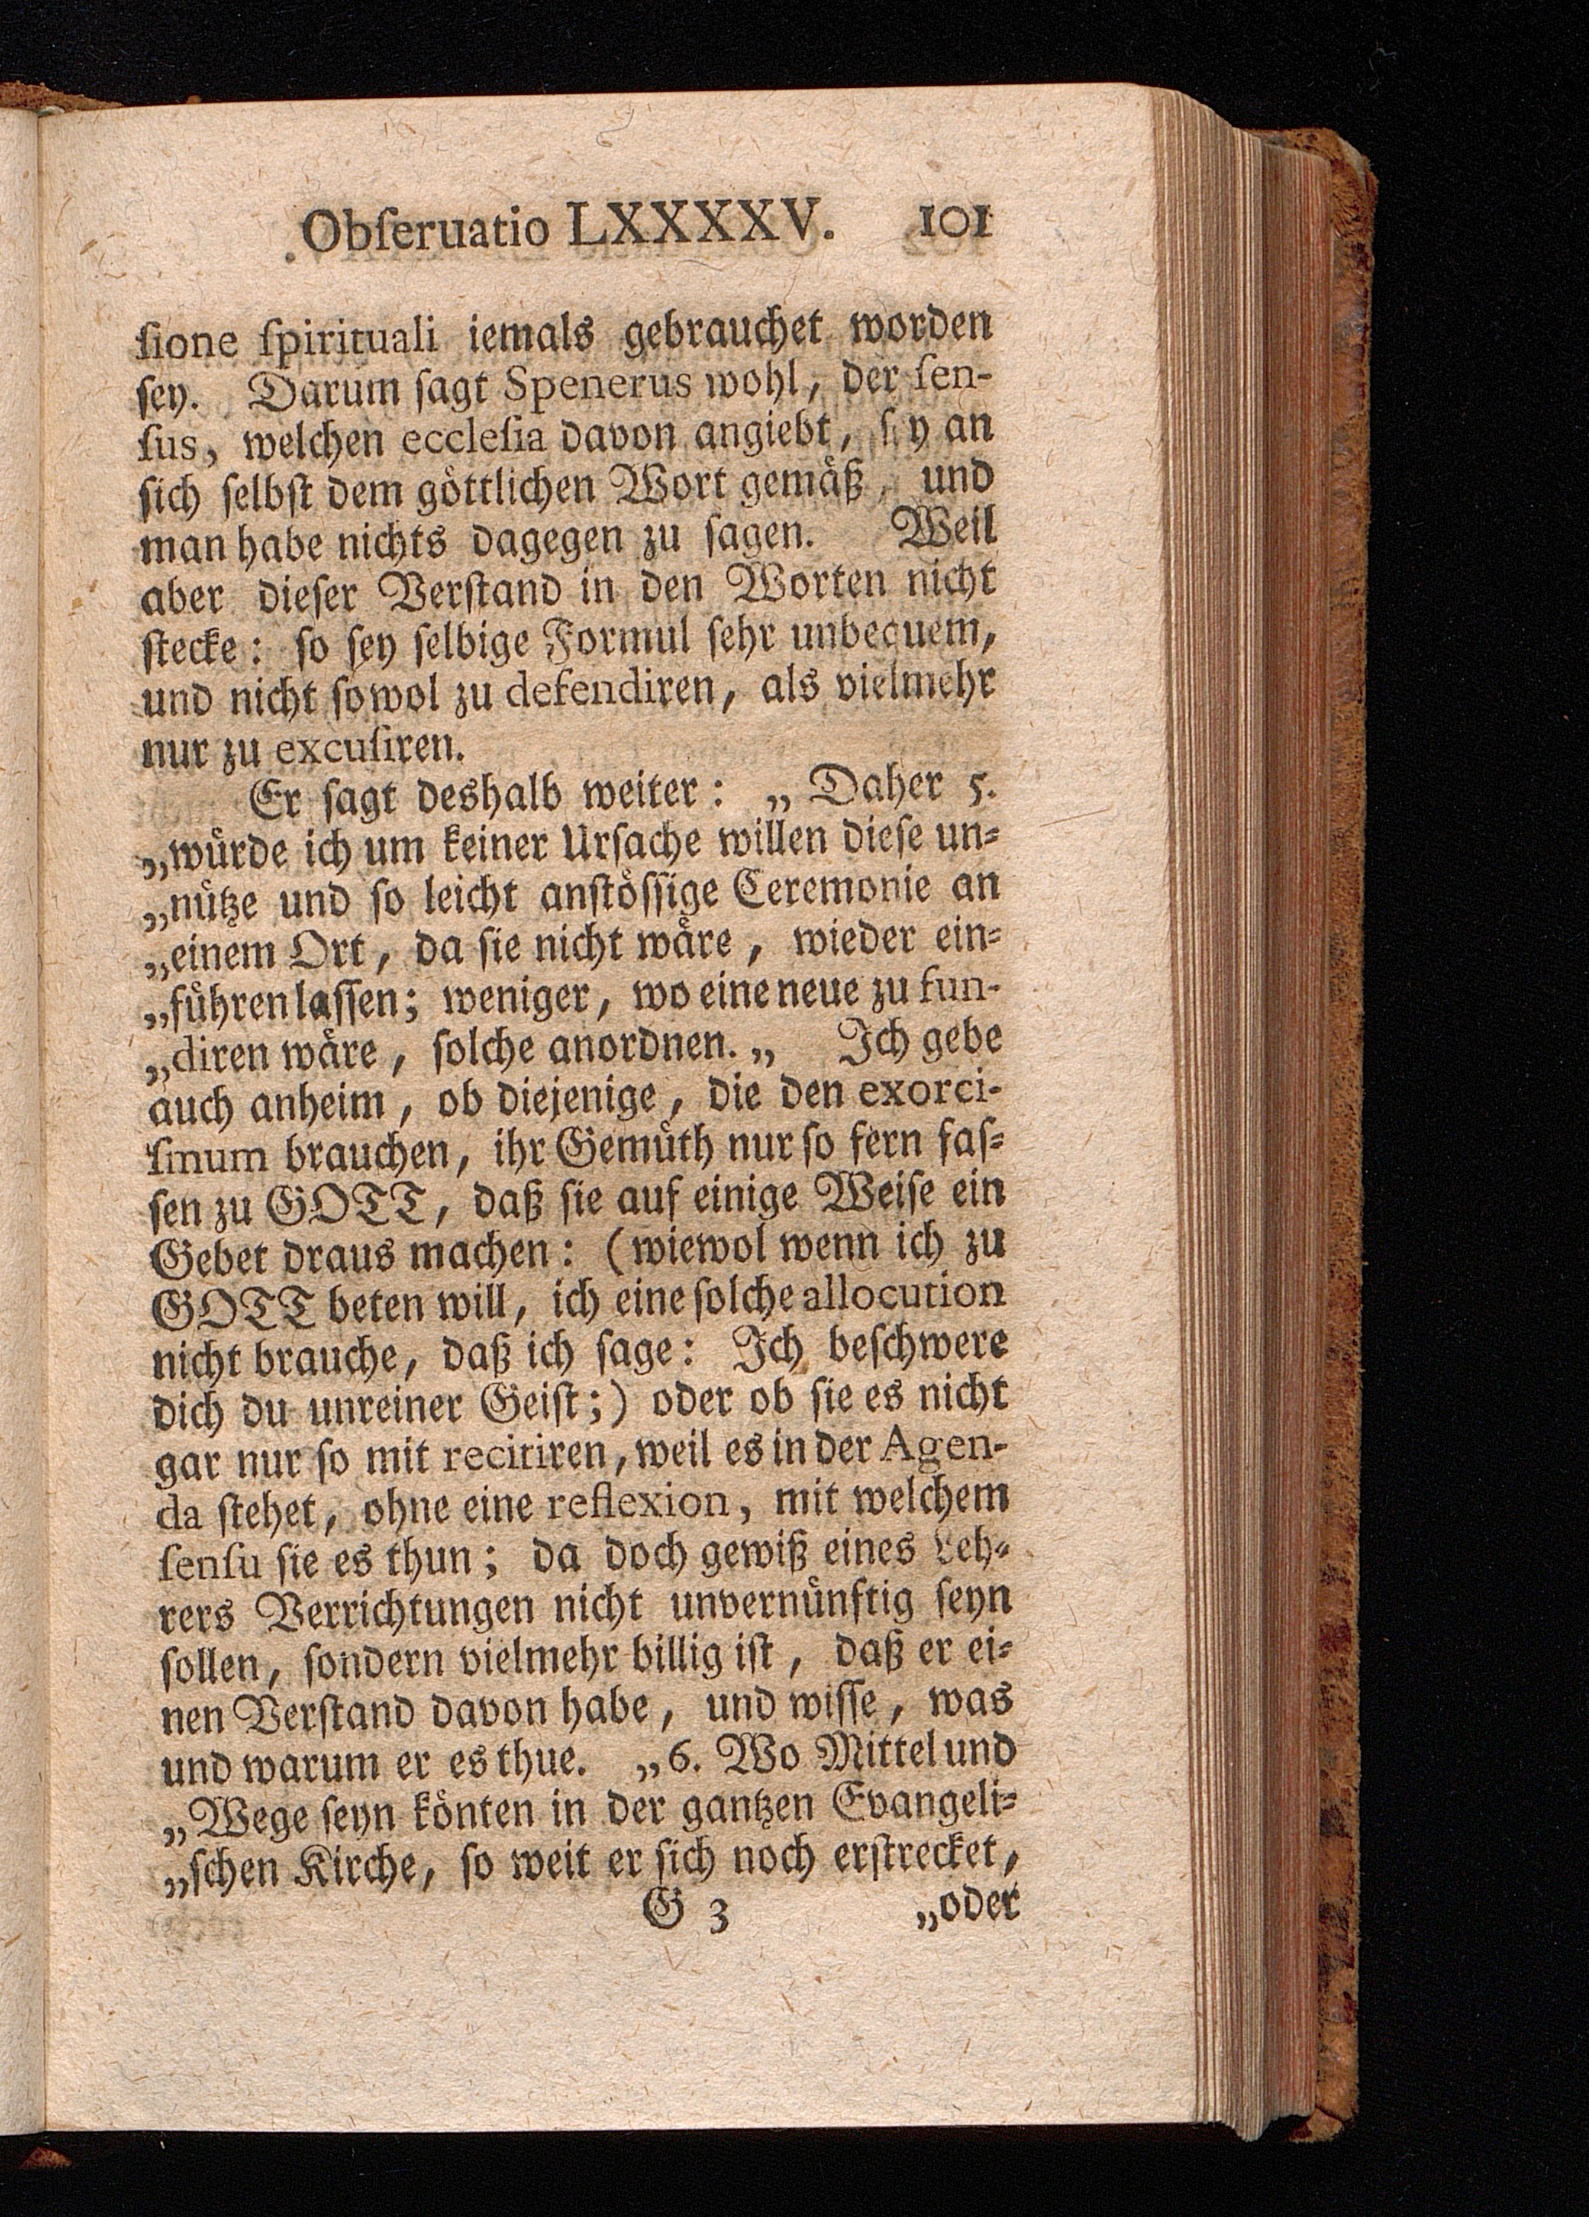 Obſeruatio LXXXXXV. 101
ſione ſpirituali iemals gebrauchet worden
ſey. Darum ſagt Spenerus wohl, der ſen-
ſus, welchen eccleſia davon angiebt, ſey an
ſich ſelbſt dem göttlichen Wort gemäß, und
man habe nichts dagegen zu ſagen. Weil
aber dieſer Verſtand in den Worten nicht
ſtecke: ſo ſey ſelbige Formul ſehr unbequem,
und nicht ſowol zu defendiren, als vielmehr
nur zu excuſiren.
Er ſagt deshalb weiter: „ Daher 5.
„würde ich um keiner Urſache willen dieſe un-
„nütze und ſo leicht anſtöſſige Ceremonie an
„einem Ort, da ſie nicht wäre, wieder ein-
„führen laſſen; weniger, wo eine neue zu fun-
„diren wäre, ſolche anordnen.„ Ich gebe
auch anheim, ob diejenige, die den exorci-
ſmum brauchen, ihr Gemüth nur ſo fern faſ-
ſen zu GOTT, daß ſie auf einige Weiſe ein
Gebet draus machen: (wiewol wenn ich zu
GOTT beten will, ich eine ſolche allocution
nicht brauche, daß ich ſage: Ich beſchwere
dich du unreiner Geiſt;) oder ob ſie es nicht
gar nur ſo mit recitiren, weil es in der Agen-
da ſtehet, ohne eine reflexion, mit welchem
ſenſu ſie es thun; da doch gewiß eines Leh-
rers Verrichtungen nicht unvernünftig ſeyn
ſollen, ſondern vielmehr billig iſt, daß er ei-
nen Verſtand davon habe, und wiſſe, was
und warum er es thue. „6. Wo Mittel und
„Wege ſeyn könten in der gantzen Evangeli-
„ſchen Kirche, ſo weit er ſich noch erſtrecket,
G 3 „oder